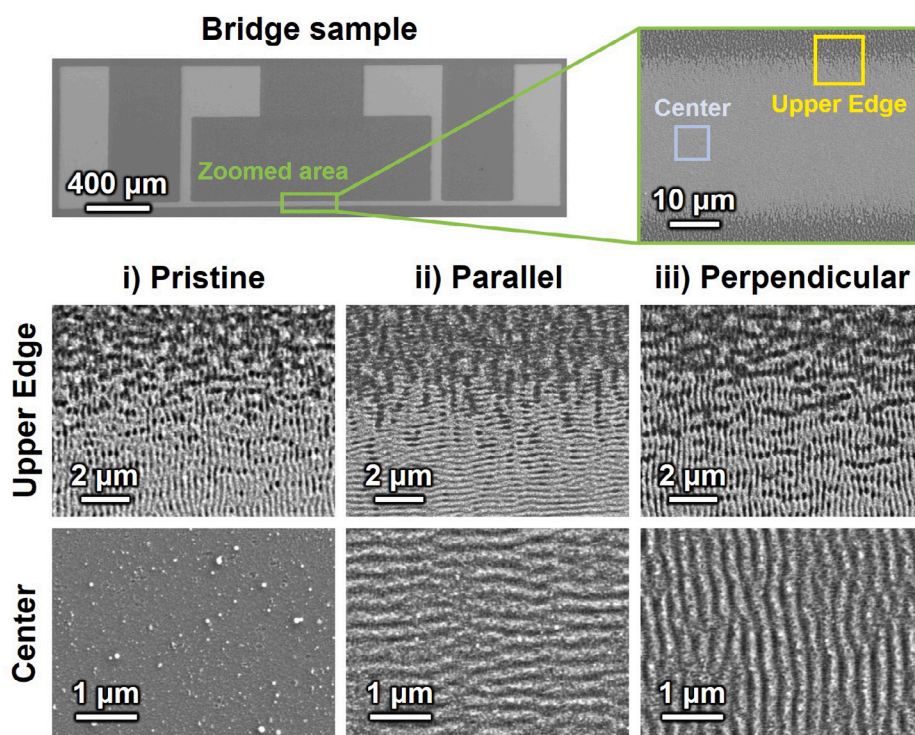 Bridge sample
400 µm
Zoomed area
Center
Upper Edge
10 µm
i) Pristine
ii) Parallel
iii) Perpendicular
Upper Edge
2 µm
2 µm
2 µm
Center
1 µm
1 µm
1 µm